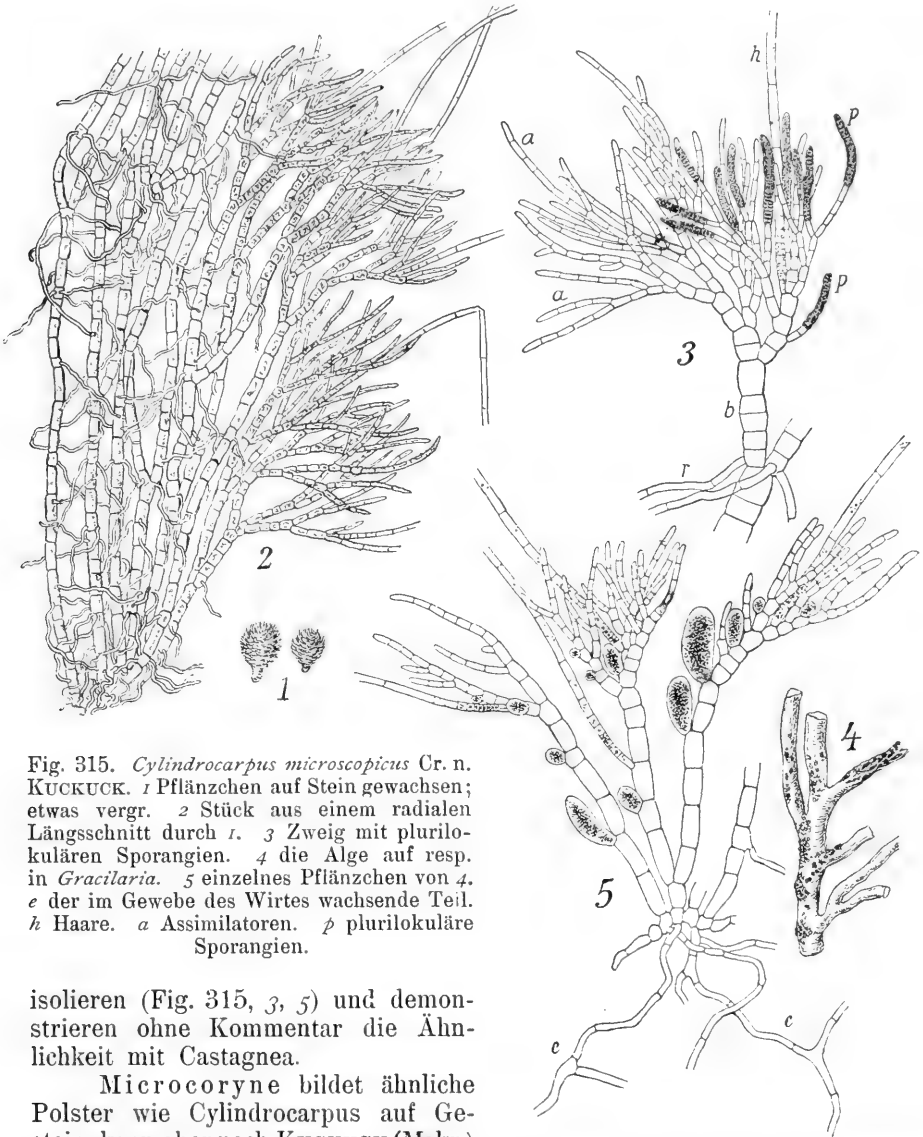 h
p
a
a
p
3
b
r
2
1
4
5
e
c
Fig. 315. Cylindrocarpus microscopicus Cr. n.
KUCKUCK. 1 Pflänzchen auf Stein gewachsen;
etwas vergr. 2 Stück aus einem radialen
Längsschnitt durch 1. 3 Zweig mit plurilo-
kulären Sporangien. 4 die Alge auf resp.
in Gracilaria. 5 einzelnes Pflänzchen von 4.
e der im Gewebe des Wirtes wachsende Teil.
h Haare. a Assimilatoren. p plurilokuläre
Sporangien.
isolieren (Fig. 315, 3, 5) und demon-
strieren ohne Kommentar die Ähn-
lichkeit mit Castagnea.
Microcoryne bildet ähnliche
Polster wie Cylindrocarpus auf Ge-